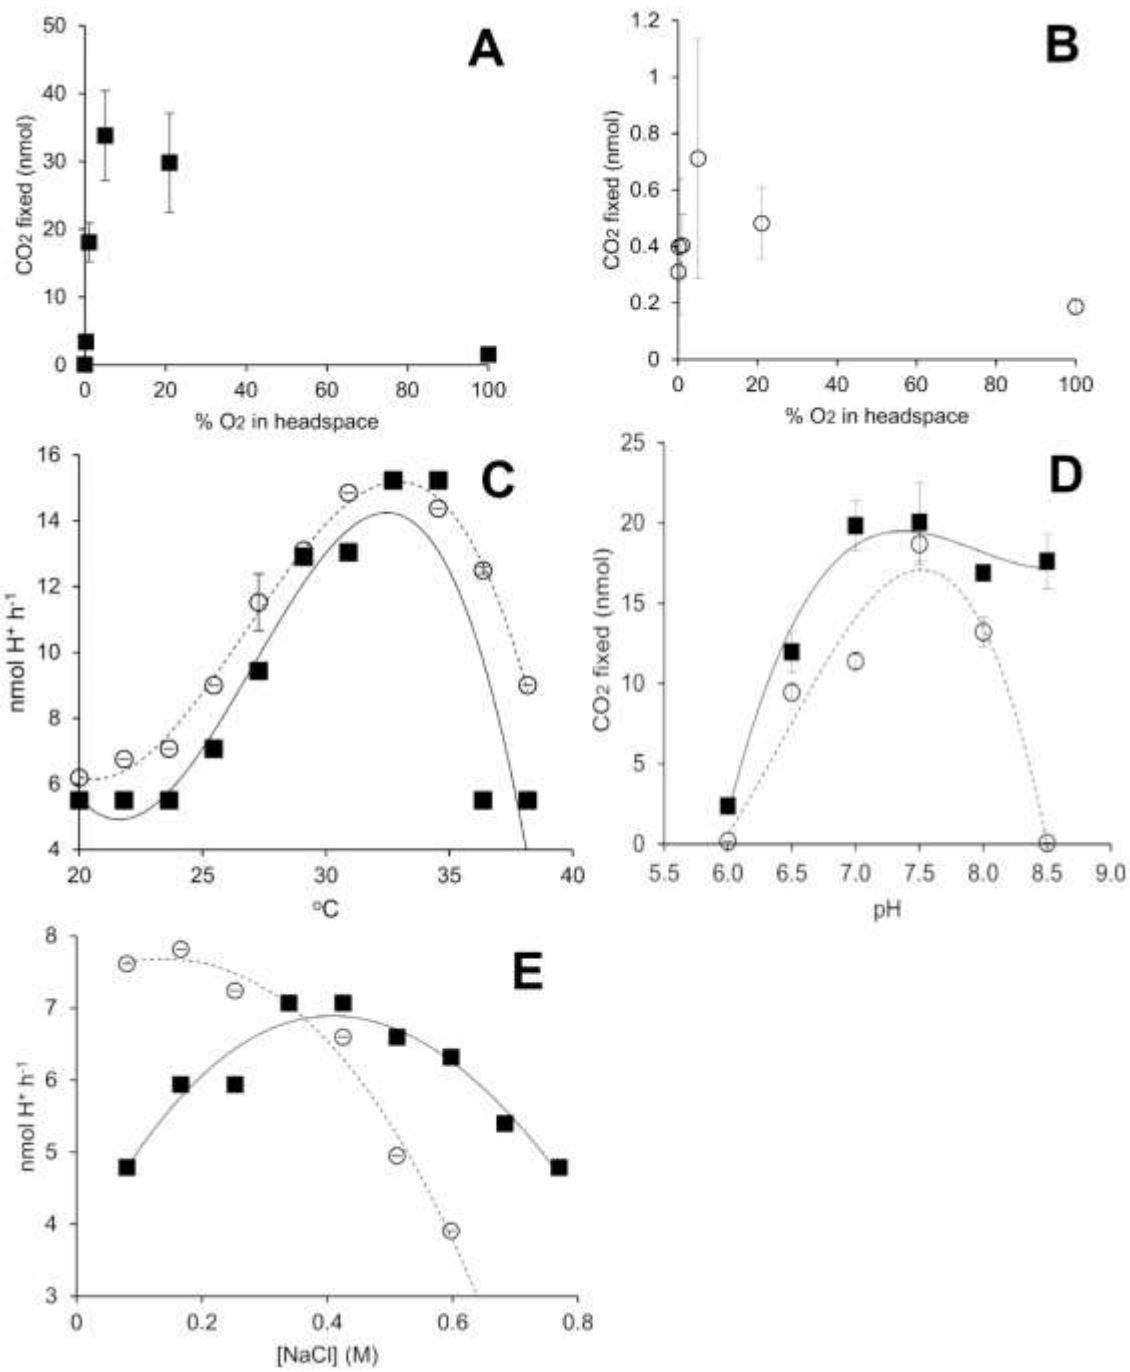 A
50
40
30
20
10
0
CO2 fixed (nmol)
0 20 40 60 80 100
% O2 in headspace
B
1.2
1
0.8
0.6
0.4
0.2
0
CO2 fixed (nmol)
0 20 40 60 80 100
% O2 in headspace
C
16
14
12
10
8
6
4
nmol H+ h-1
20 25 30 35 40
ºC
D
25
20
15
10
5
0
CO2 fixed (nmol)
5.5 6.0 6.5 7.0 7.5 8.0 8.5 9.0
pH
E
8
7
6
5
4
3
nmol H+ h-1
0 0.2 0.4 0.6 0.8
[NaCl] (M)